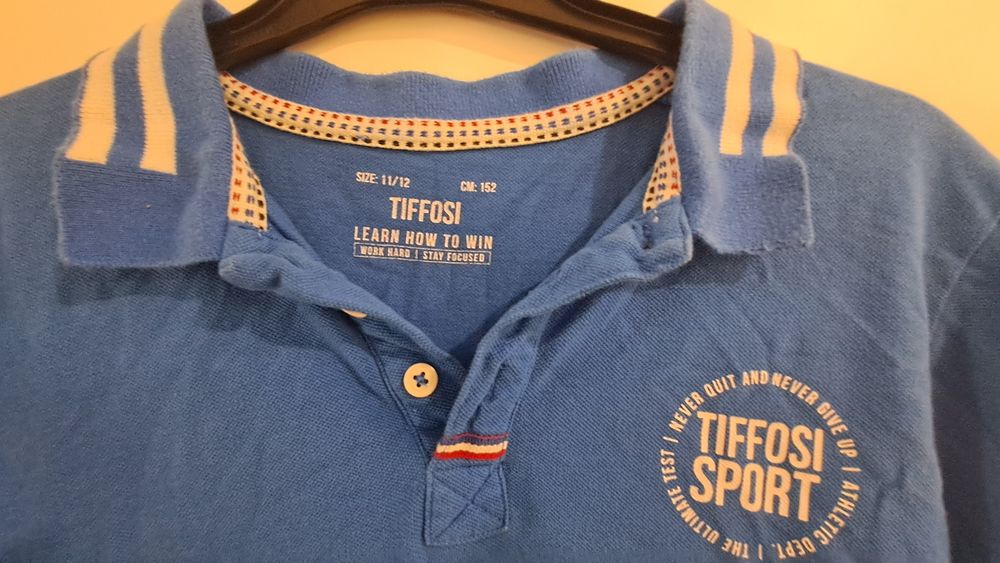 SIZE: 11/12 CM: 152
TIFFOSI
LEARN HOW TO WIN
WORK HARD | STAY FOCUSED
NEVER QUIT AND NEVER GIVE UP | ATHLETIC DEPT. | THE ULTIMATE TEST |
TIFFOSI
SPORT